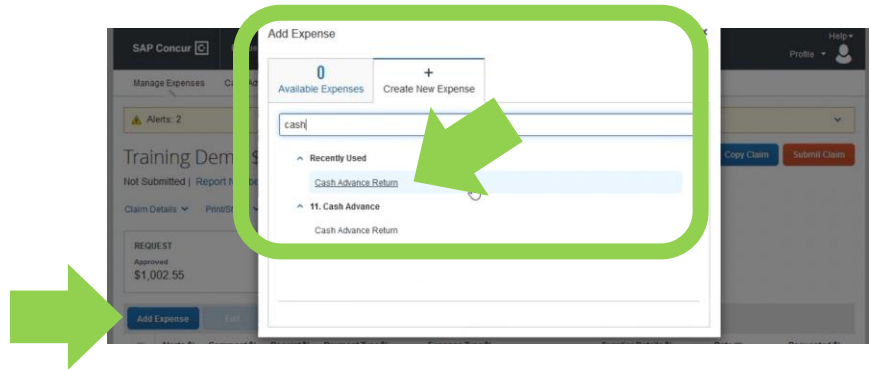 SAP Concur C
Help
Profile
Manage Expenses
Alerts: 2
Training Dem
Copy Claim
Submit Claim
Not Submitted | Report
Claim Details
REQUEST
Approved
$1,002.55
Add Expense
Edit
Add Expense
0
Available Expenses
+
Create New Expense
cash
Recently Used
Cash Advance Return
11. Cash Advance
Cash Advance Return